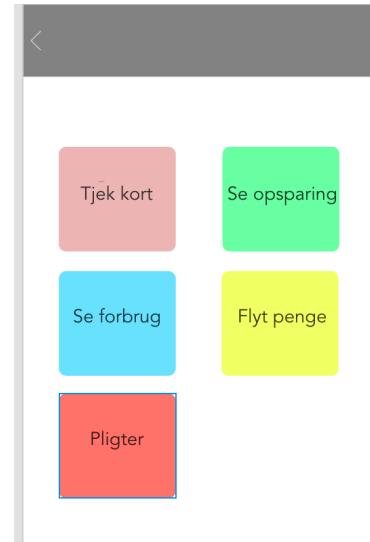 Tjek kort
Se opsparing
Se forbrug
Flyt penge
Pligter